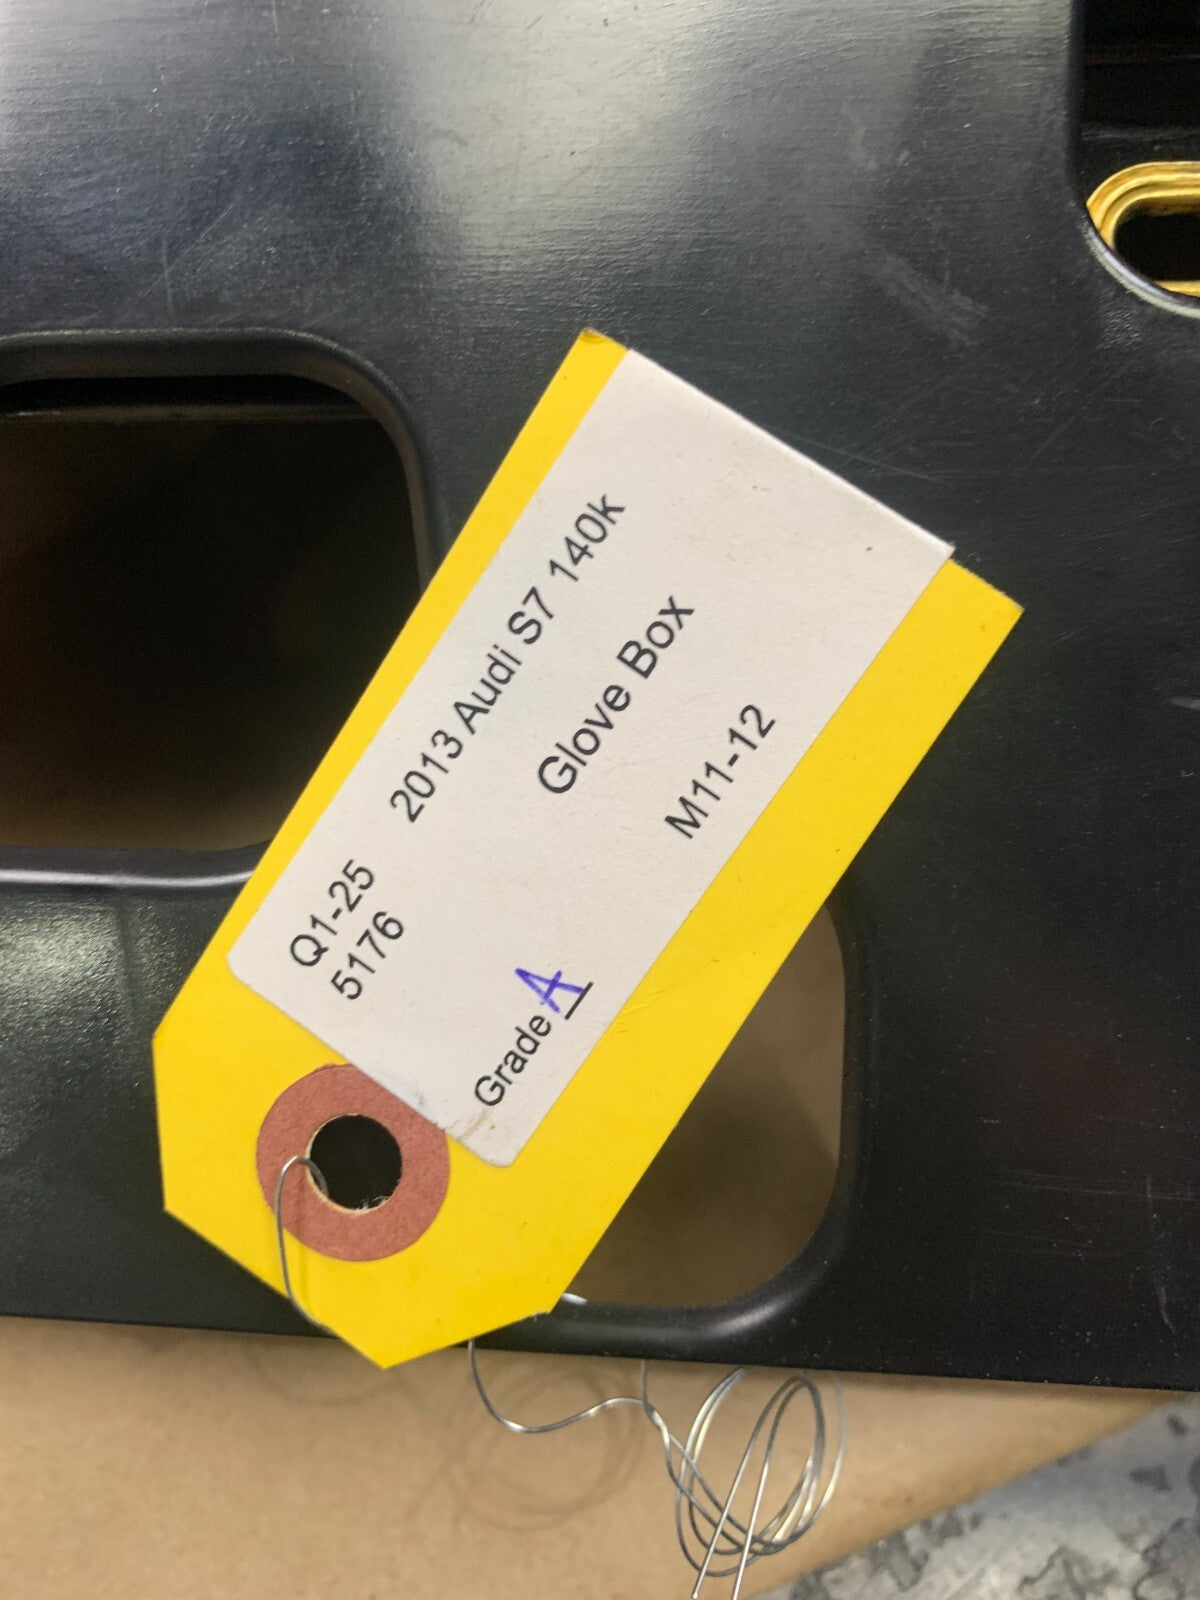 Q1-25 2013 Audi S7 140k
5176
Glove Box
Grade A M11-12